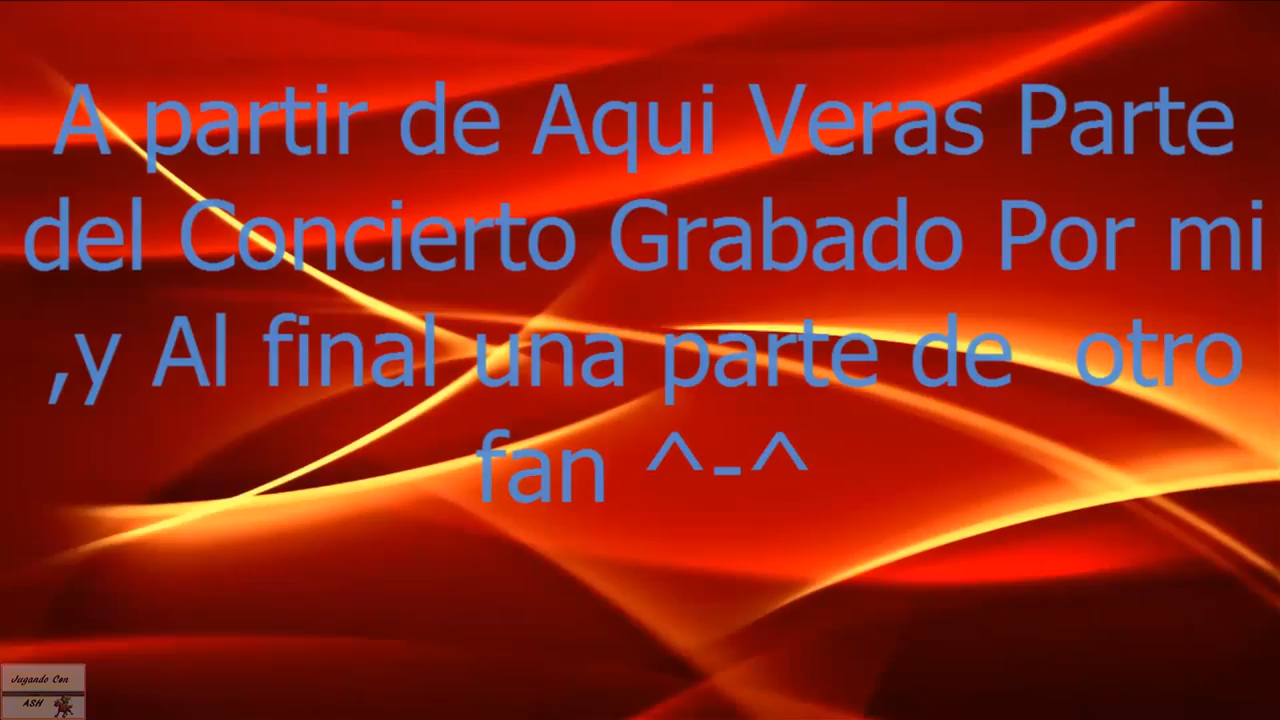 A partir de Aqui Veras Parte
del Concierto Grabado Por mi
,y Al final una parte de  otro
fan ^-^
Jugando Con
ASH